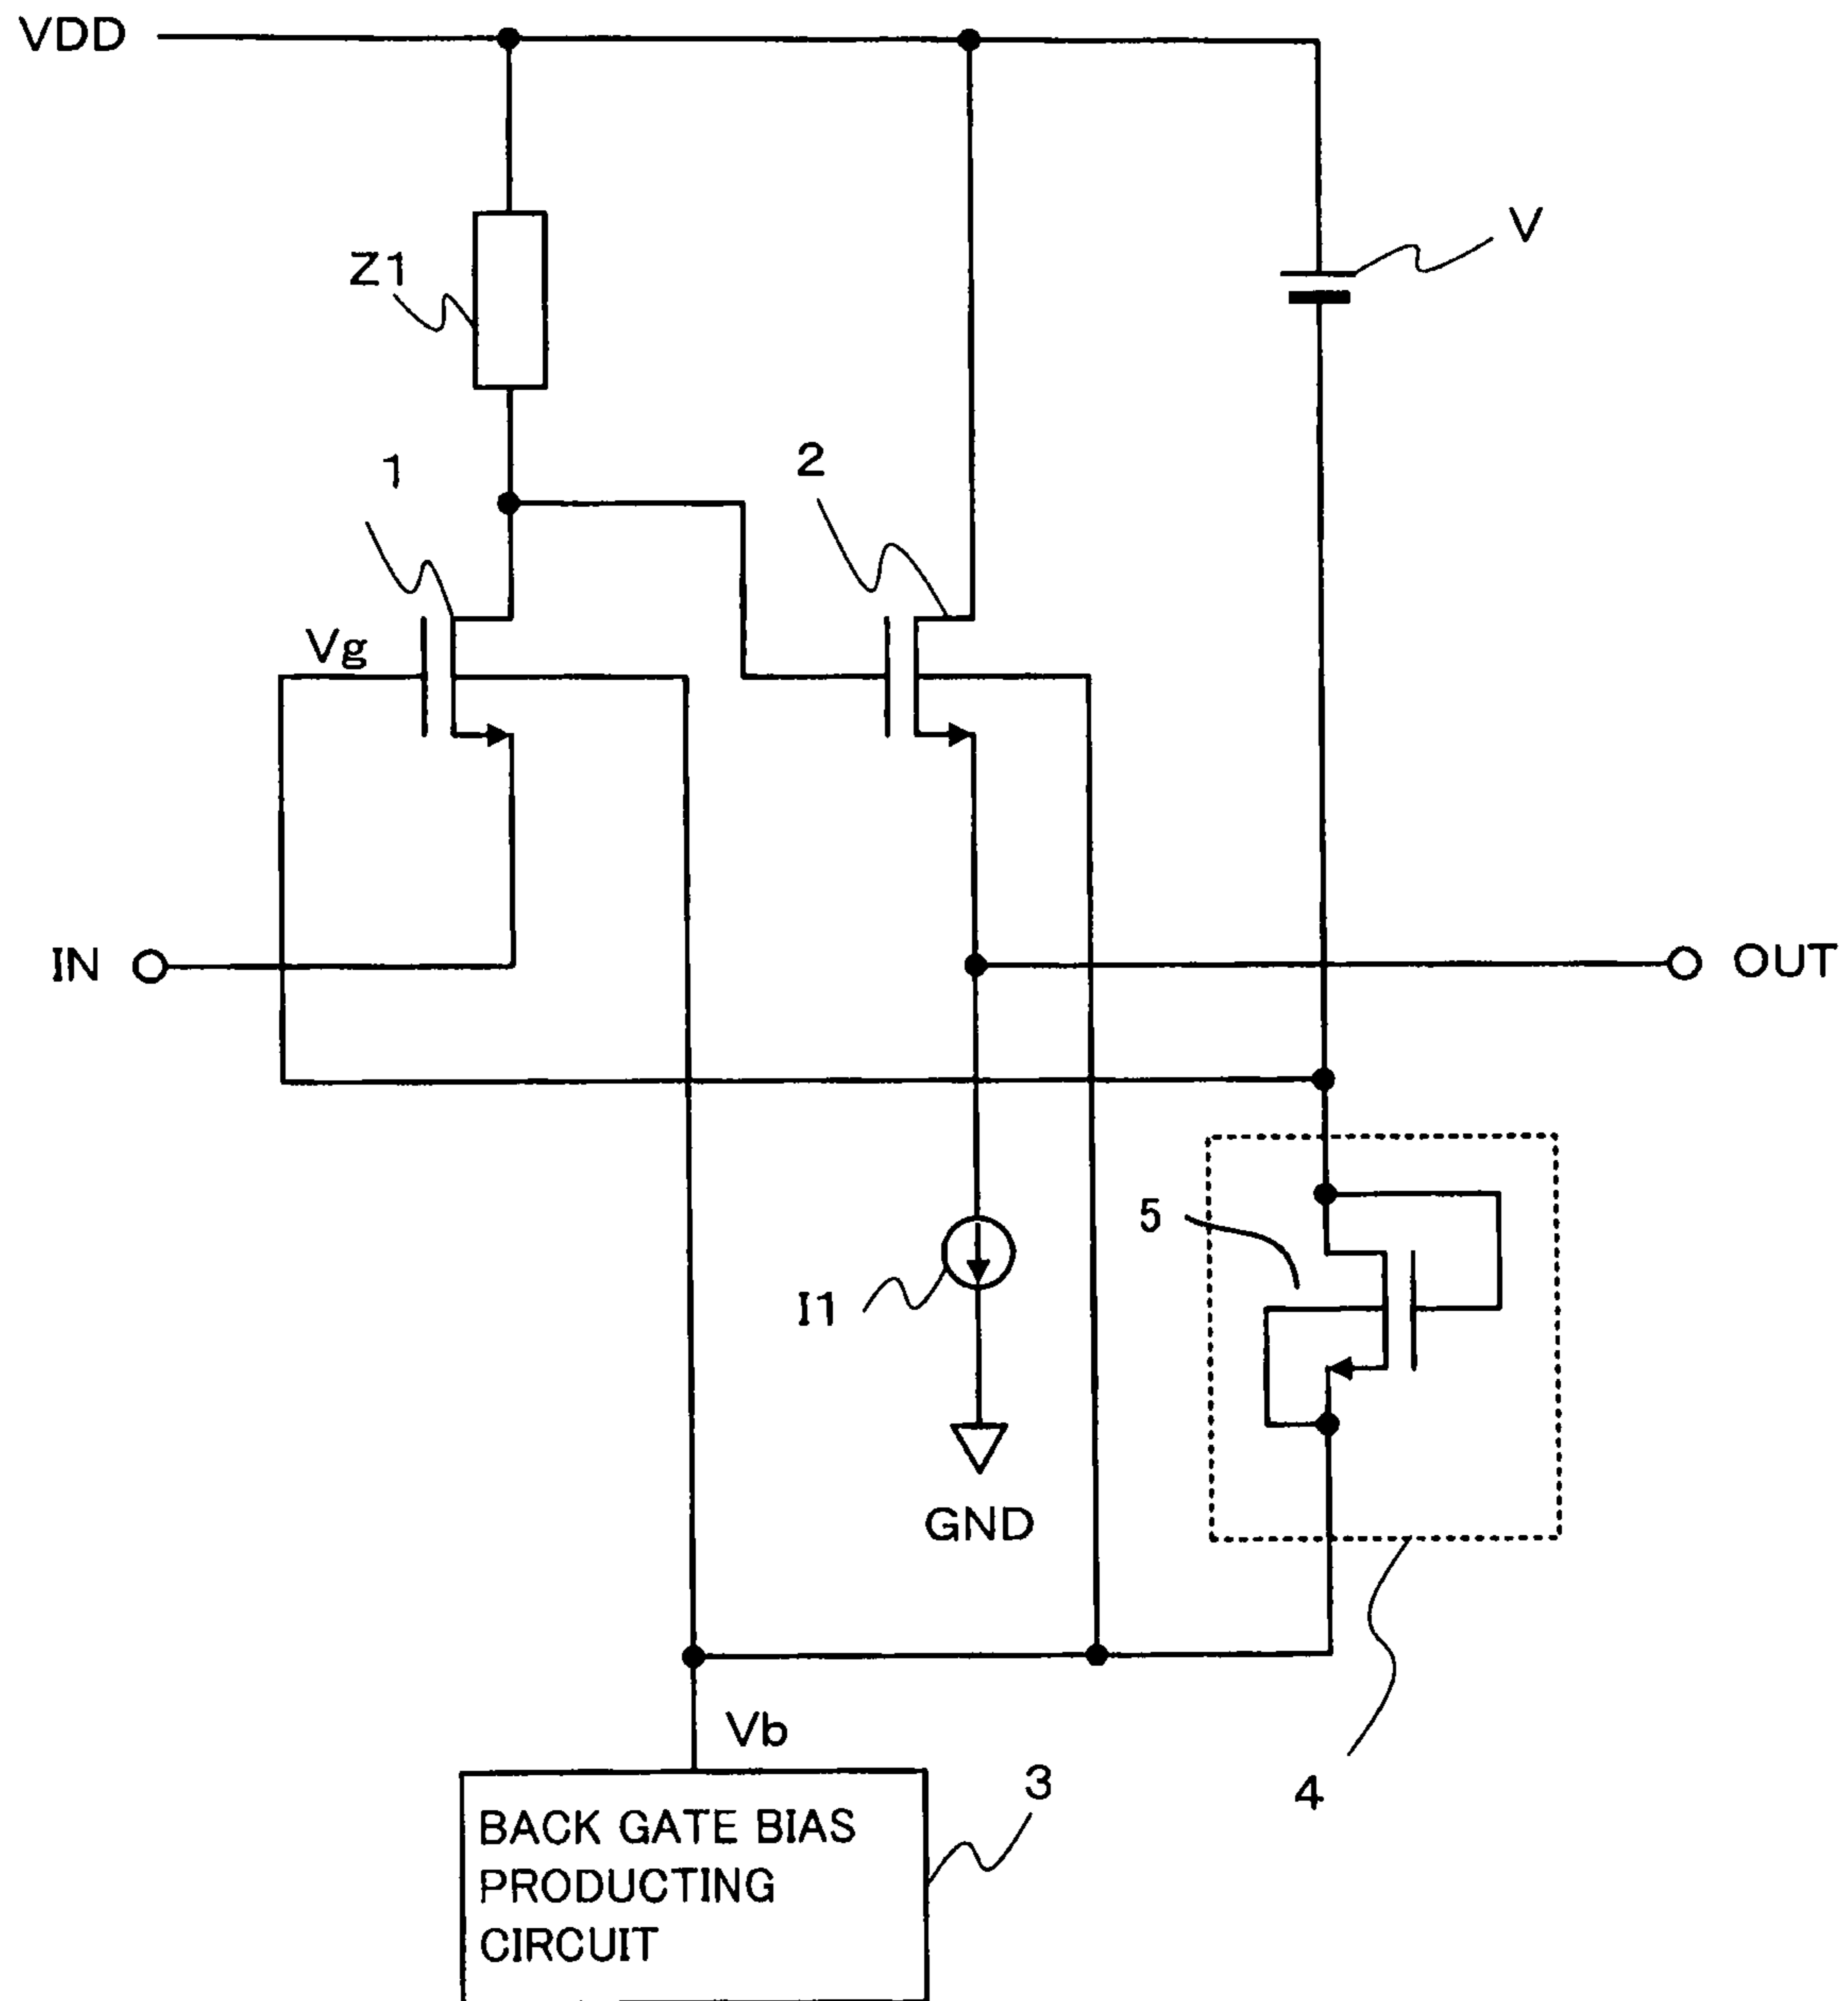 VDD
V
Z1
1
2
Vg
IN
OUT
5
I1
GND
Vb
3
4
BACK GATE BIAS
PRODUCTING
CIRCUIT